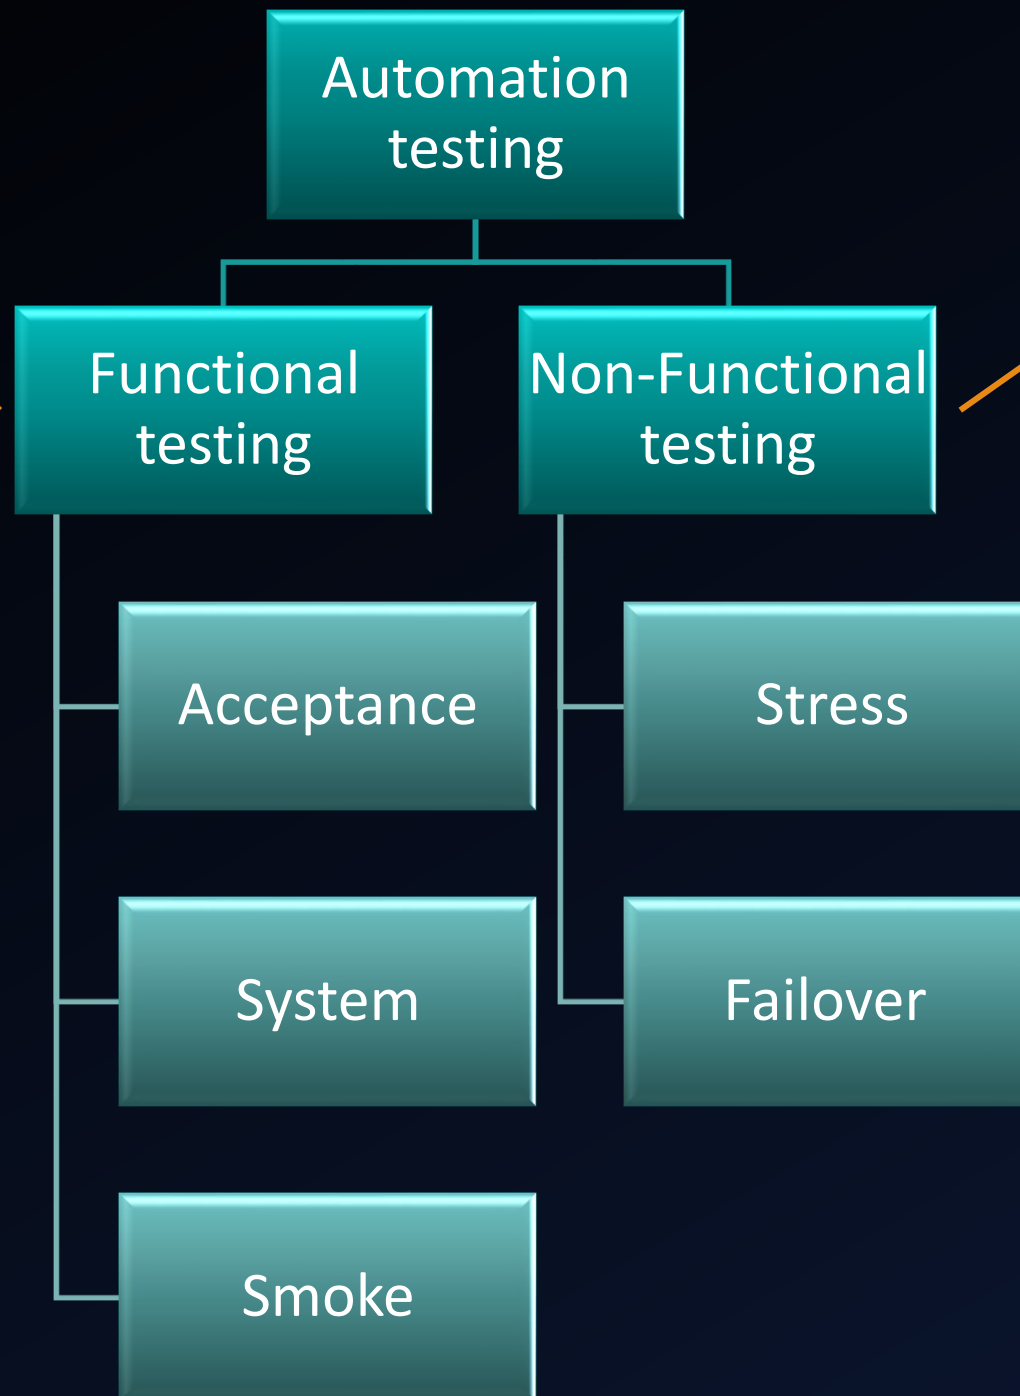 Automation
testing
Functional
testing
Non-Functional
testing
Acceptance
Stress
System
Failover
Smoke